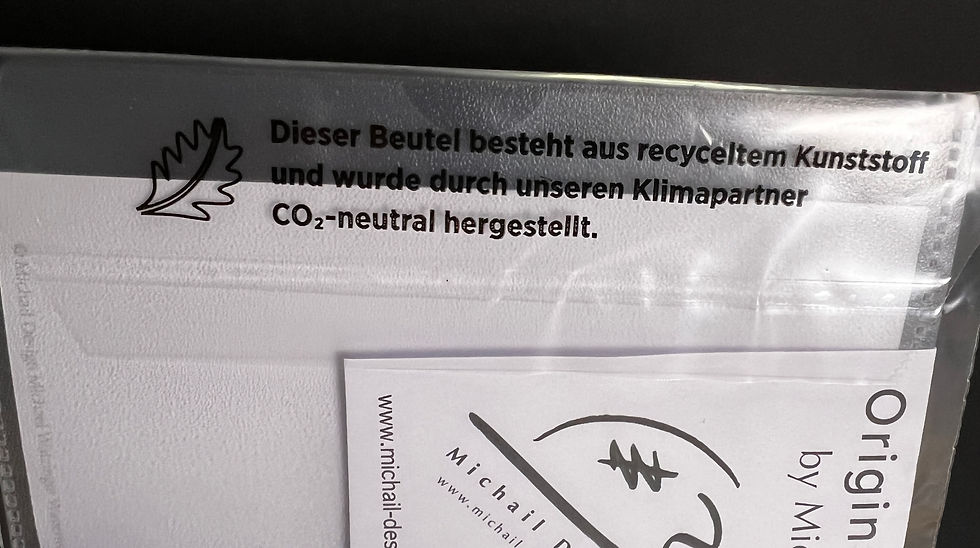 Dieser Beutel besteht aus recyceltem Kunststoff
und wurde durch unseren Klimapartner
CO₂-neutral hergestellt.
Origin
by Mic
Michail D
www.michail
www.michail-des